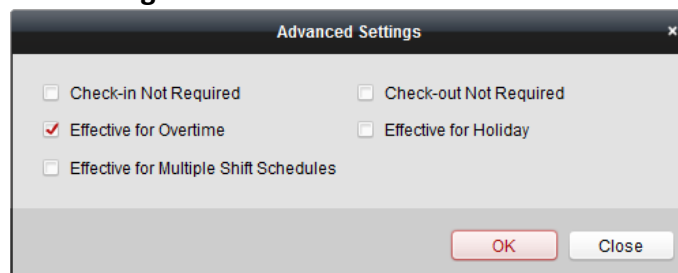 Advanced Settings ×
Check-in Not Required Check-out Not Required
Effective for Overtime Effective for Holiday
Effective for Multiple Shift Schedules
OK Close